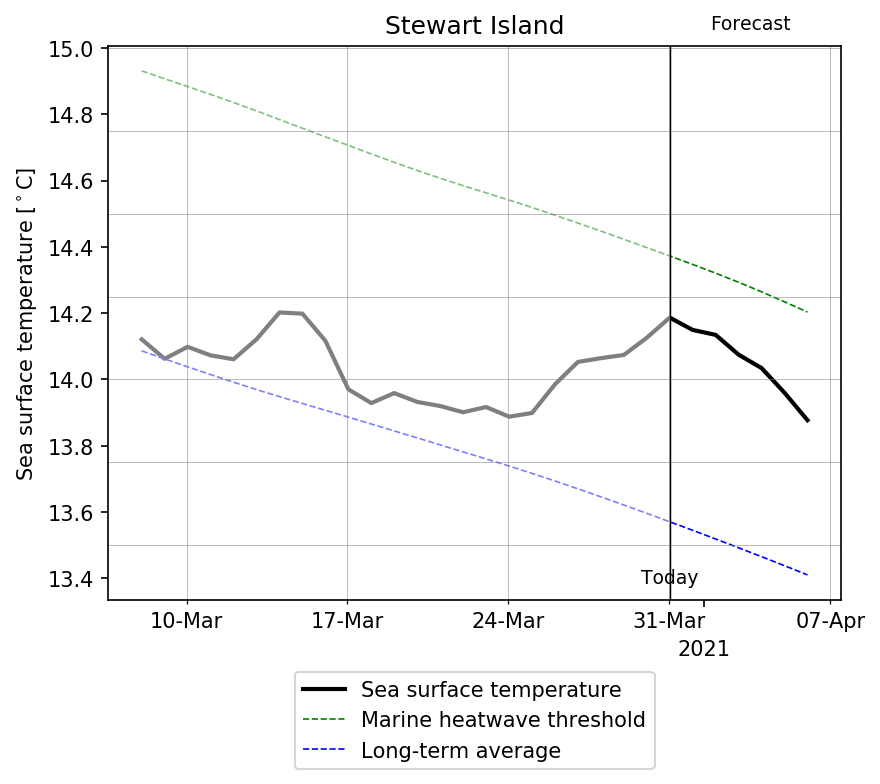 Stewart Island
Forecast
Sea surface temperature [°C]
15.0
14.8
14.6
14.4
14.2
14.0
13.8
13.6
13.4
Today
10-Mar
17-Mar
24-Mar
31-Mar
07-Apr
2021
Sea surface temperature
Marine heatwave threshold
Long-term average